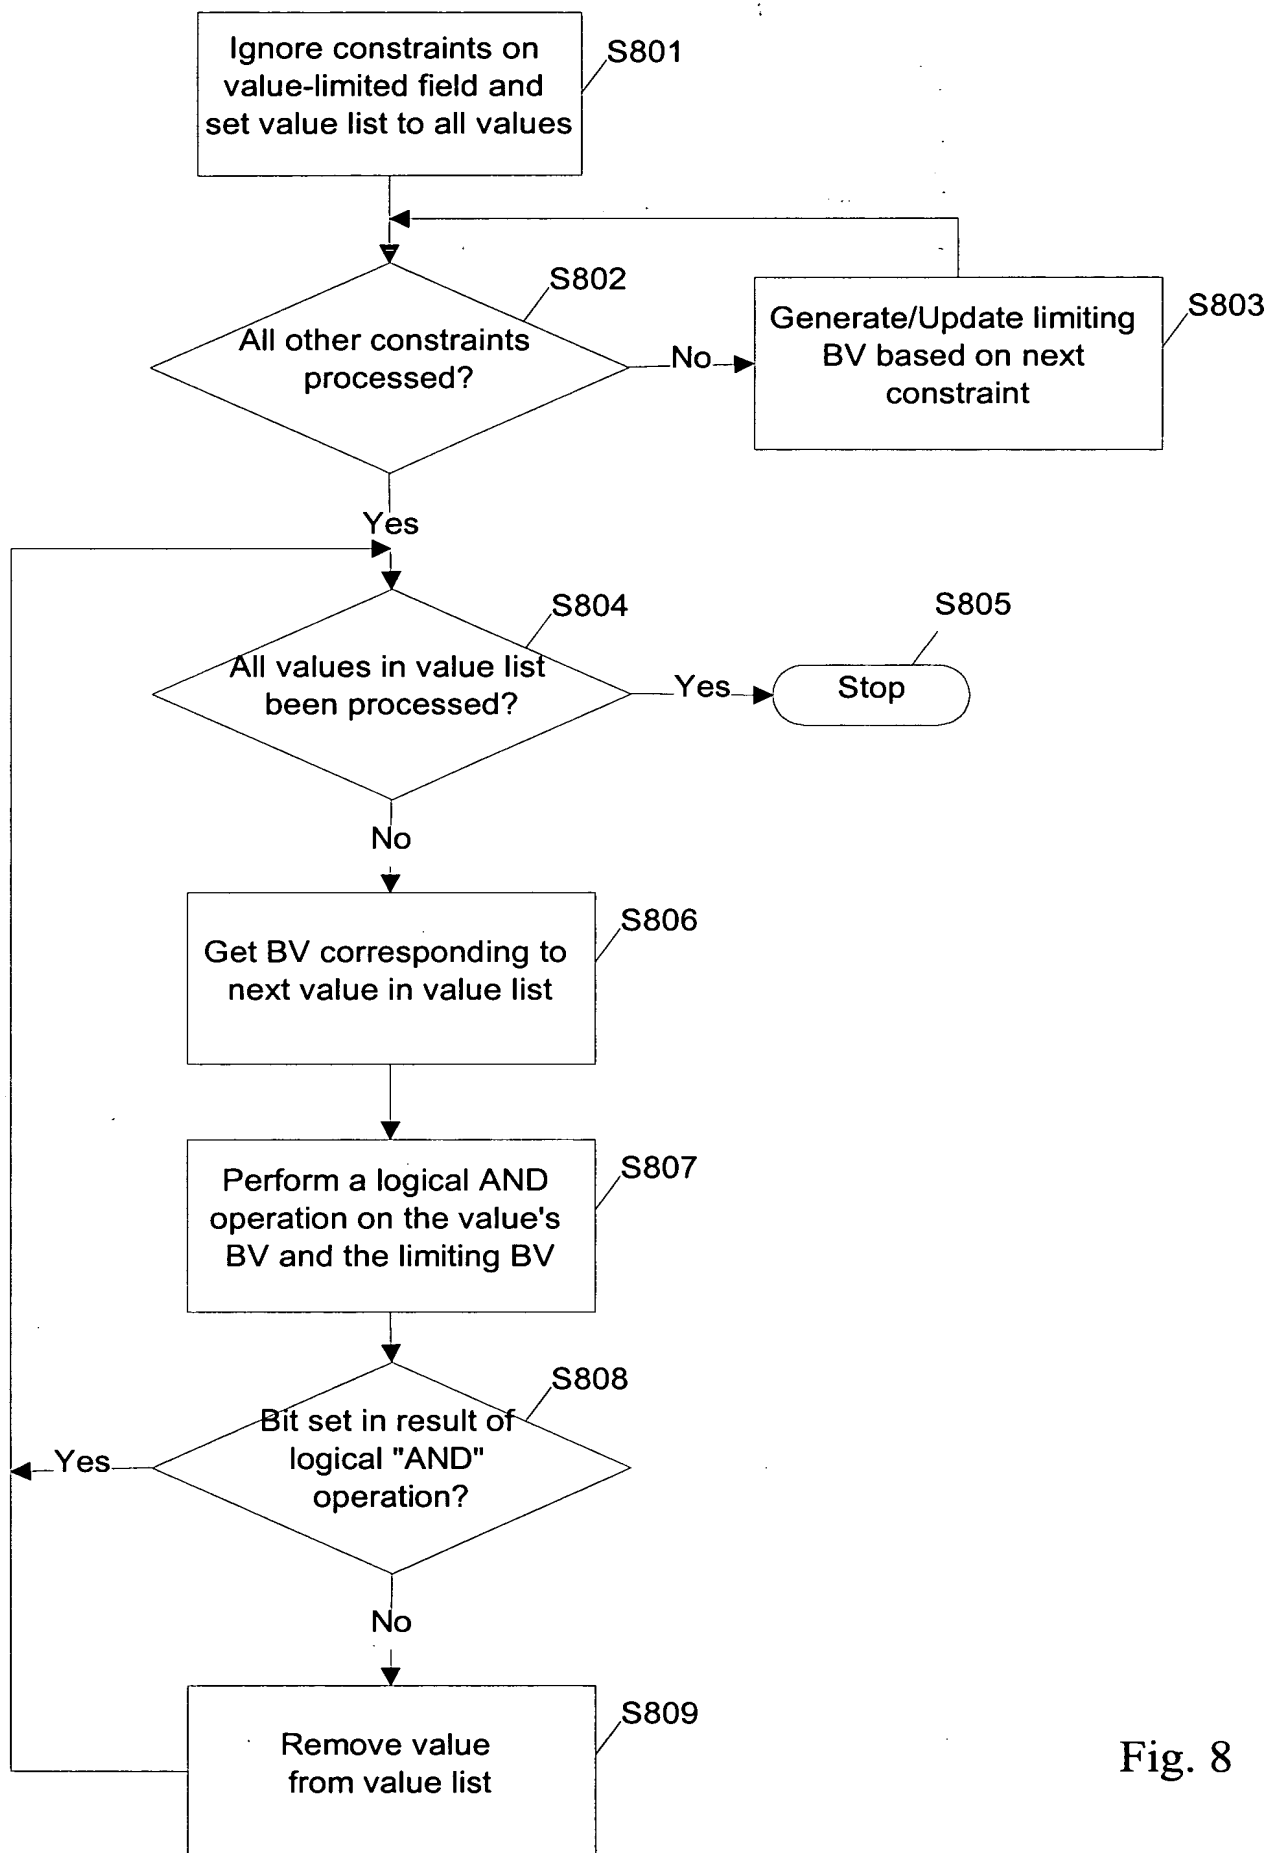 Ignore constraints on
value-limited field and
set value list to all values
S801
S802
All other constraints
processed?
No
Generate/Update limiting
BV based on next
constraint
S803
Yes
S804
All values in value list
been processed?
Yes
S805
Stop
No
Get BV corresponding to
next value in value list
S806
Perform a logical AND
operation on the value's
BV and the limiting BV
S807
S808
Bit set in result of
logical "AND"
operation?
Yes
No
Remove value
from value list
S809
Fig. 8